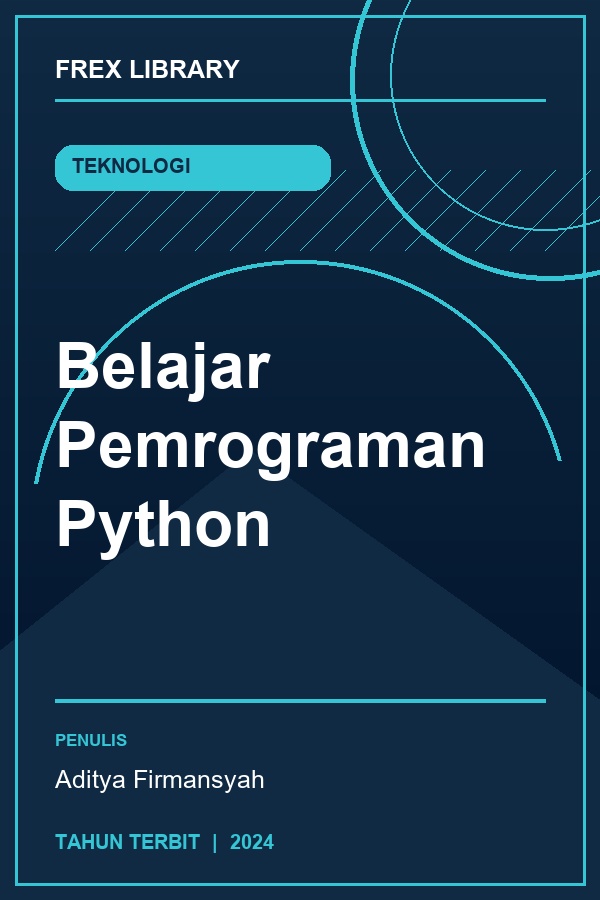 FREX LIBRARY
TEKNOLOGI
Belajar
Pemrograman
Python
PENULIS
Aditya Firmansyah
TAHUN TERBIT | 2024